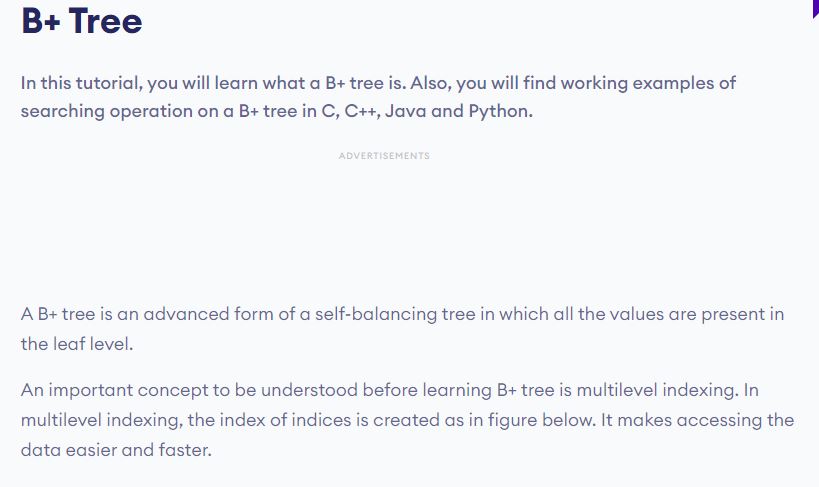 B+ Tree
In this tutorial, you will learn what a B+ tree is. Also, you will find working examples of
searching operation on a B+ tree in C, C++, Java and Python.
ADVERTISEMENTS
A B+ tree is an advanced form of a self-balancing tree in which all the values are present in
the leaf level.
An important concept to be understood before learning B+ tree is multilevel indexing. In
multilevel indexing, the index of indices is created as in figure below. It makes accessing the
data easier and faster.